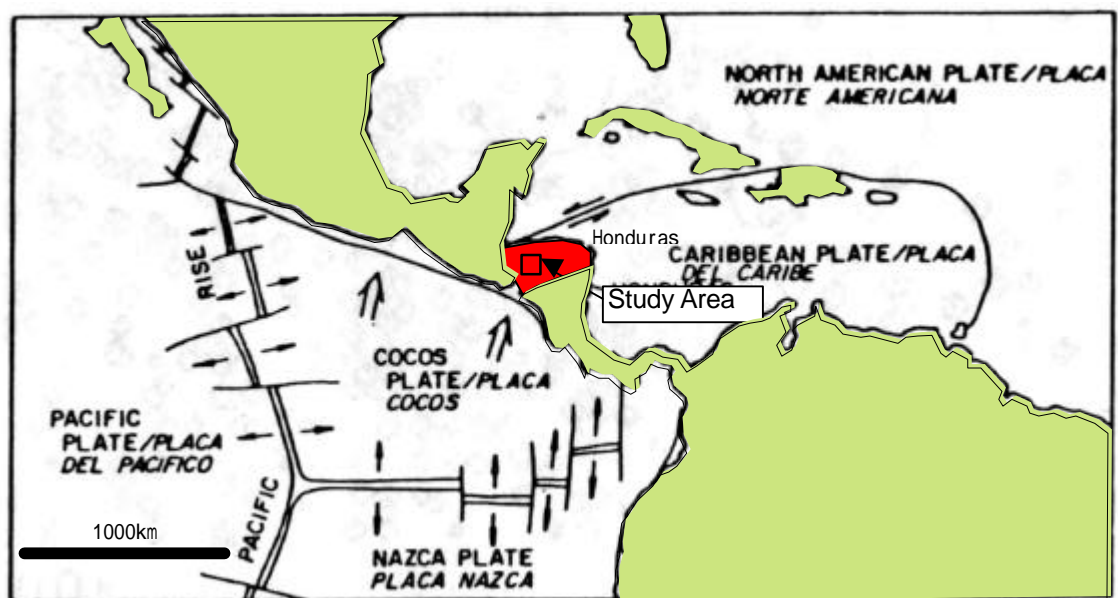 NORTH AMERICAN PLATE/PLACA
NORTE AMERICANA
Honduras
CARIBBEAN PLATE/PLACA
DEL CARIBE
Study Area
RISE
COCOS
PLATE/PLACA
COCOS
PACIFIC
PLATE/PLACA
DEL PACIFICO
1000km
PACIFIC
NAZCA PLATE
PLACA NAZCA